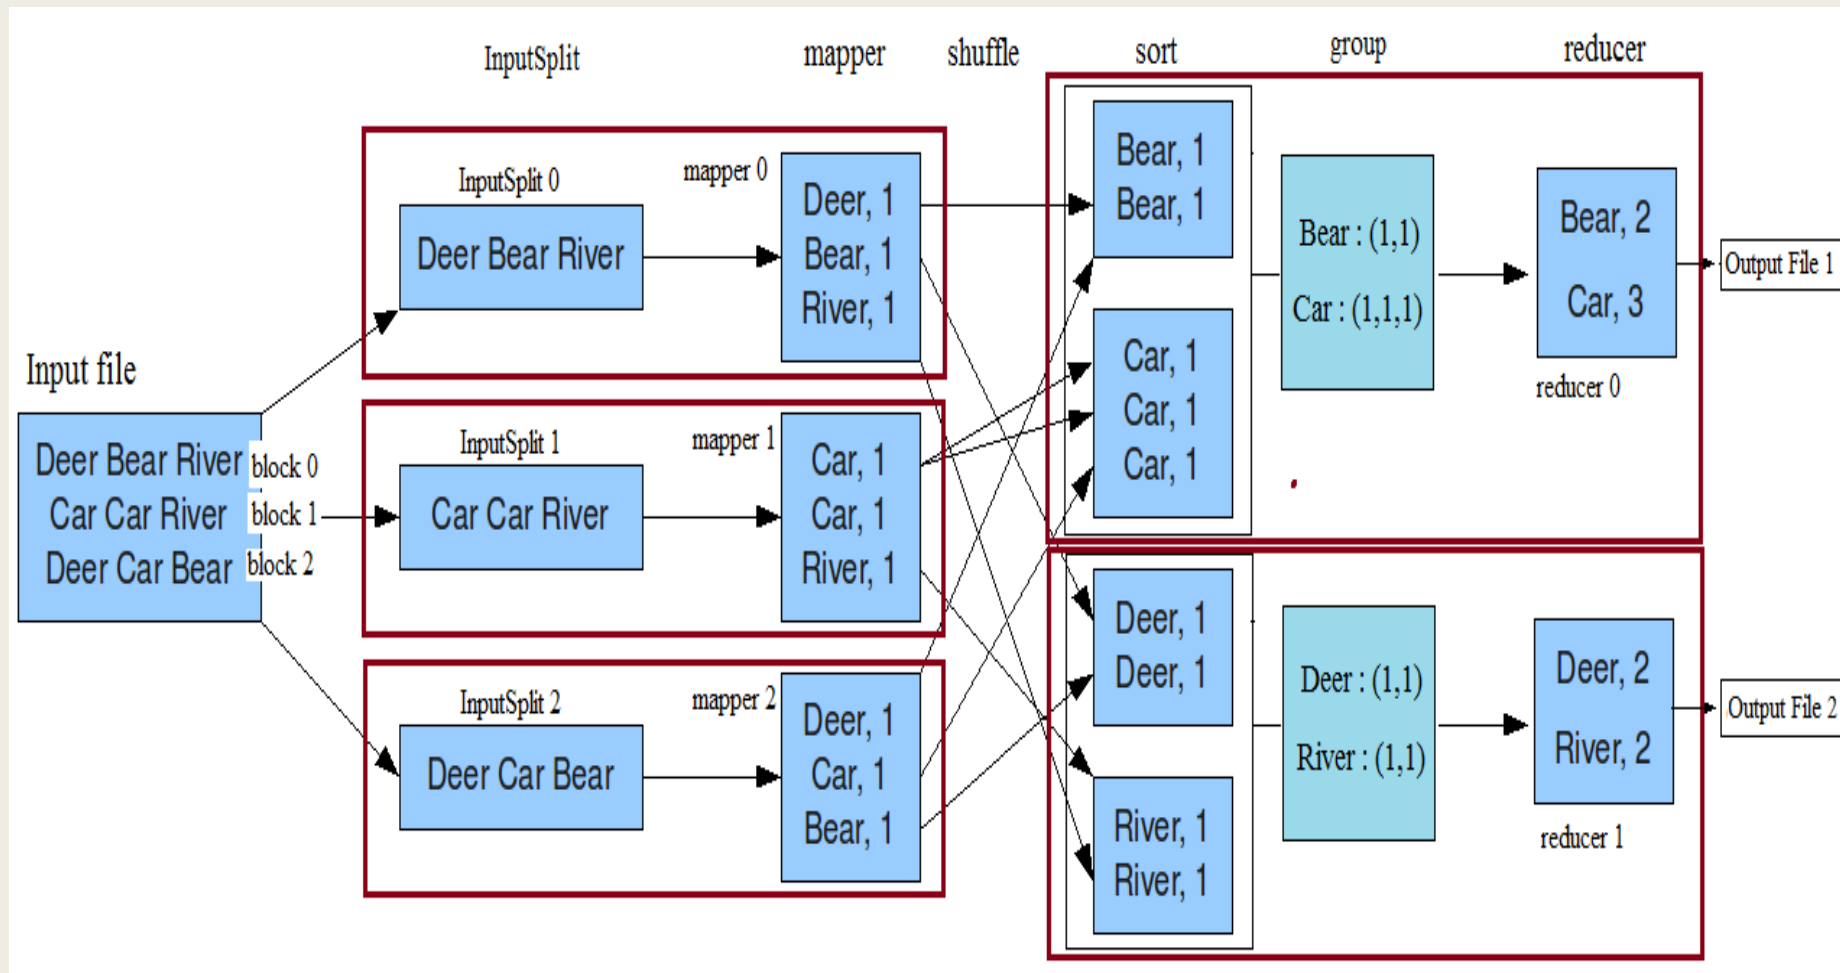 InputSplit
mapper
shuffle
sort
group
reducer
Input file
Deer Bear River
block 0
Car Car River
block 1
Deer Car Bear
block 2
InputSplit 0
Deer Bear River
mapper 0
Deer, 1
Bear, 1
River, 1
InputSplit 1
Car Car River
mapper 1
Car, 1
Car, 1
River, 1
InputSplit 2
Deer Car Bear
mapper 2
Deer, 1
Car, 1
Bear, 1
Bear, 1
Bear, 1
Car, 1
Car, 1
Car, 1
Bear : (1,1)
Car : (1,1,1)
Bear, 2
Car, 3
reducer 0
Output File 1
Deer, 1
Deer, 1
River, 1
River, 1
Deer : (1,1)
River : (1,1)
Deer, 2
River, 2
reducer 1
Output File 2